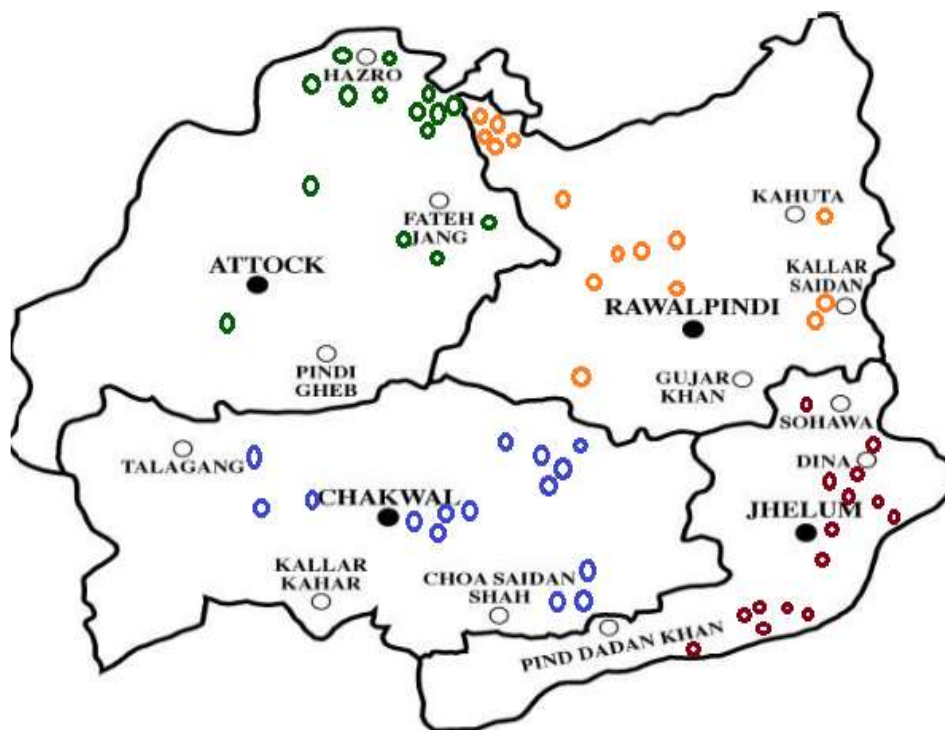 HAZRO
KAHUTA
FATEH
JANG
ATTOCK
KALLAR
SAIDAN
RAWALPINDI
PINDI
GHEB
GUJAR
KHAN
SOHAWA
TALAGANG
DINA
CHAKWAL
JHELUM
KALLAR
KAHAR
CHOA SAIDAN
SHAH
PIND DADAN KHAN